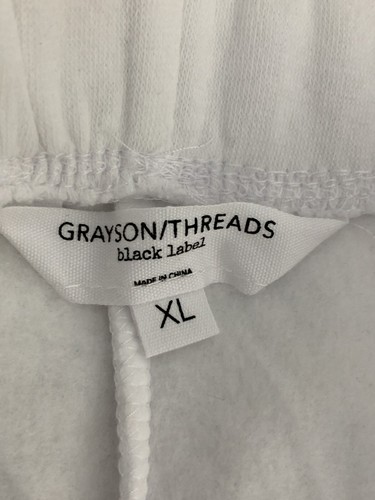 GRAYSON/THREADS
black label
MADE IN CHINA
XL